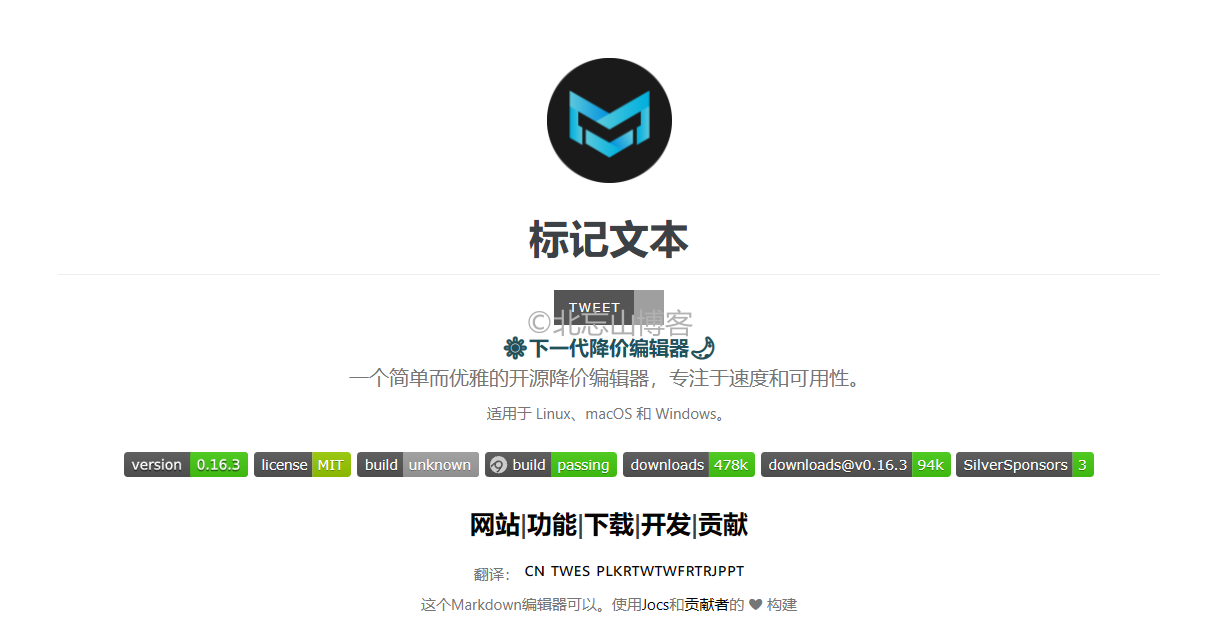 标记文本
TWEET
©北忘山博客
下一代降价编辑器
一个简单而优雅的开源降价编辑器，专注于速度和可用性。
适用于 Linux、macOS 和 Windows。
version 0.16.3 license MIT build unknown build passing downloads 478k downloads@v0.16.3 94k SilverSponsors 3
网站|功能|下载|开发|贡献
翻译： CN TWES PLKRTWTWFRTRJPPT
这个Markdown编辑器可以。使用Jocs和贡献者的 ❤ 构建